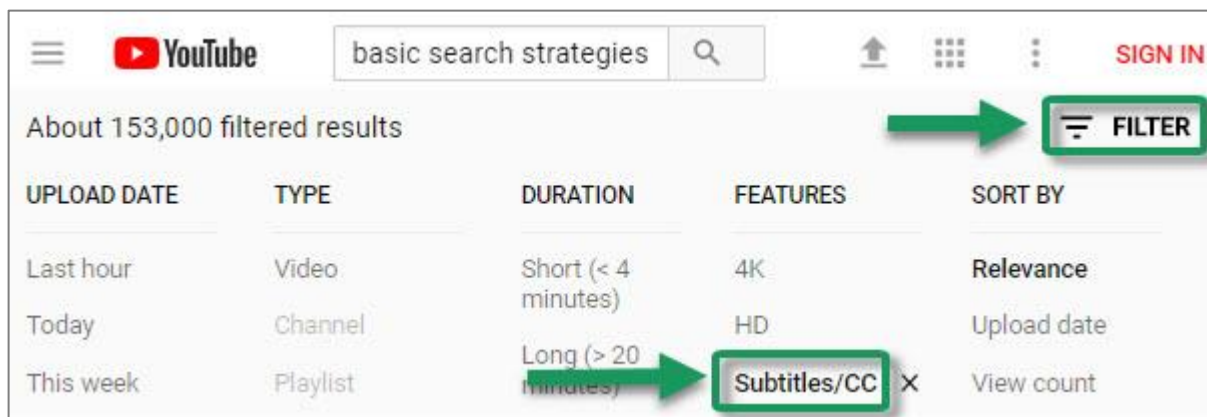 YouTube basic search strategies SIGN IN
About 153,000 filtered results FILTER
UPLOAD DATE TYPE DURATION FEATURES SORT BY
Last hour Video Short (< 4 4K Relevance
minutes)
Today Channel HD Upload date
Long (> 20
This week Playlist minutes) Subtitles/CC X View count